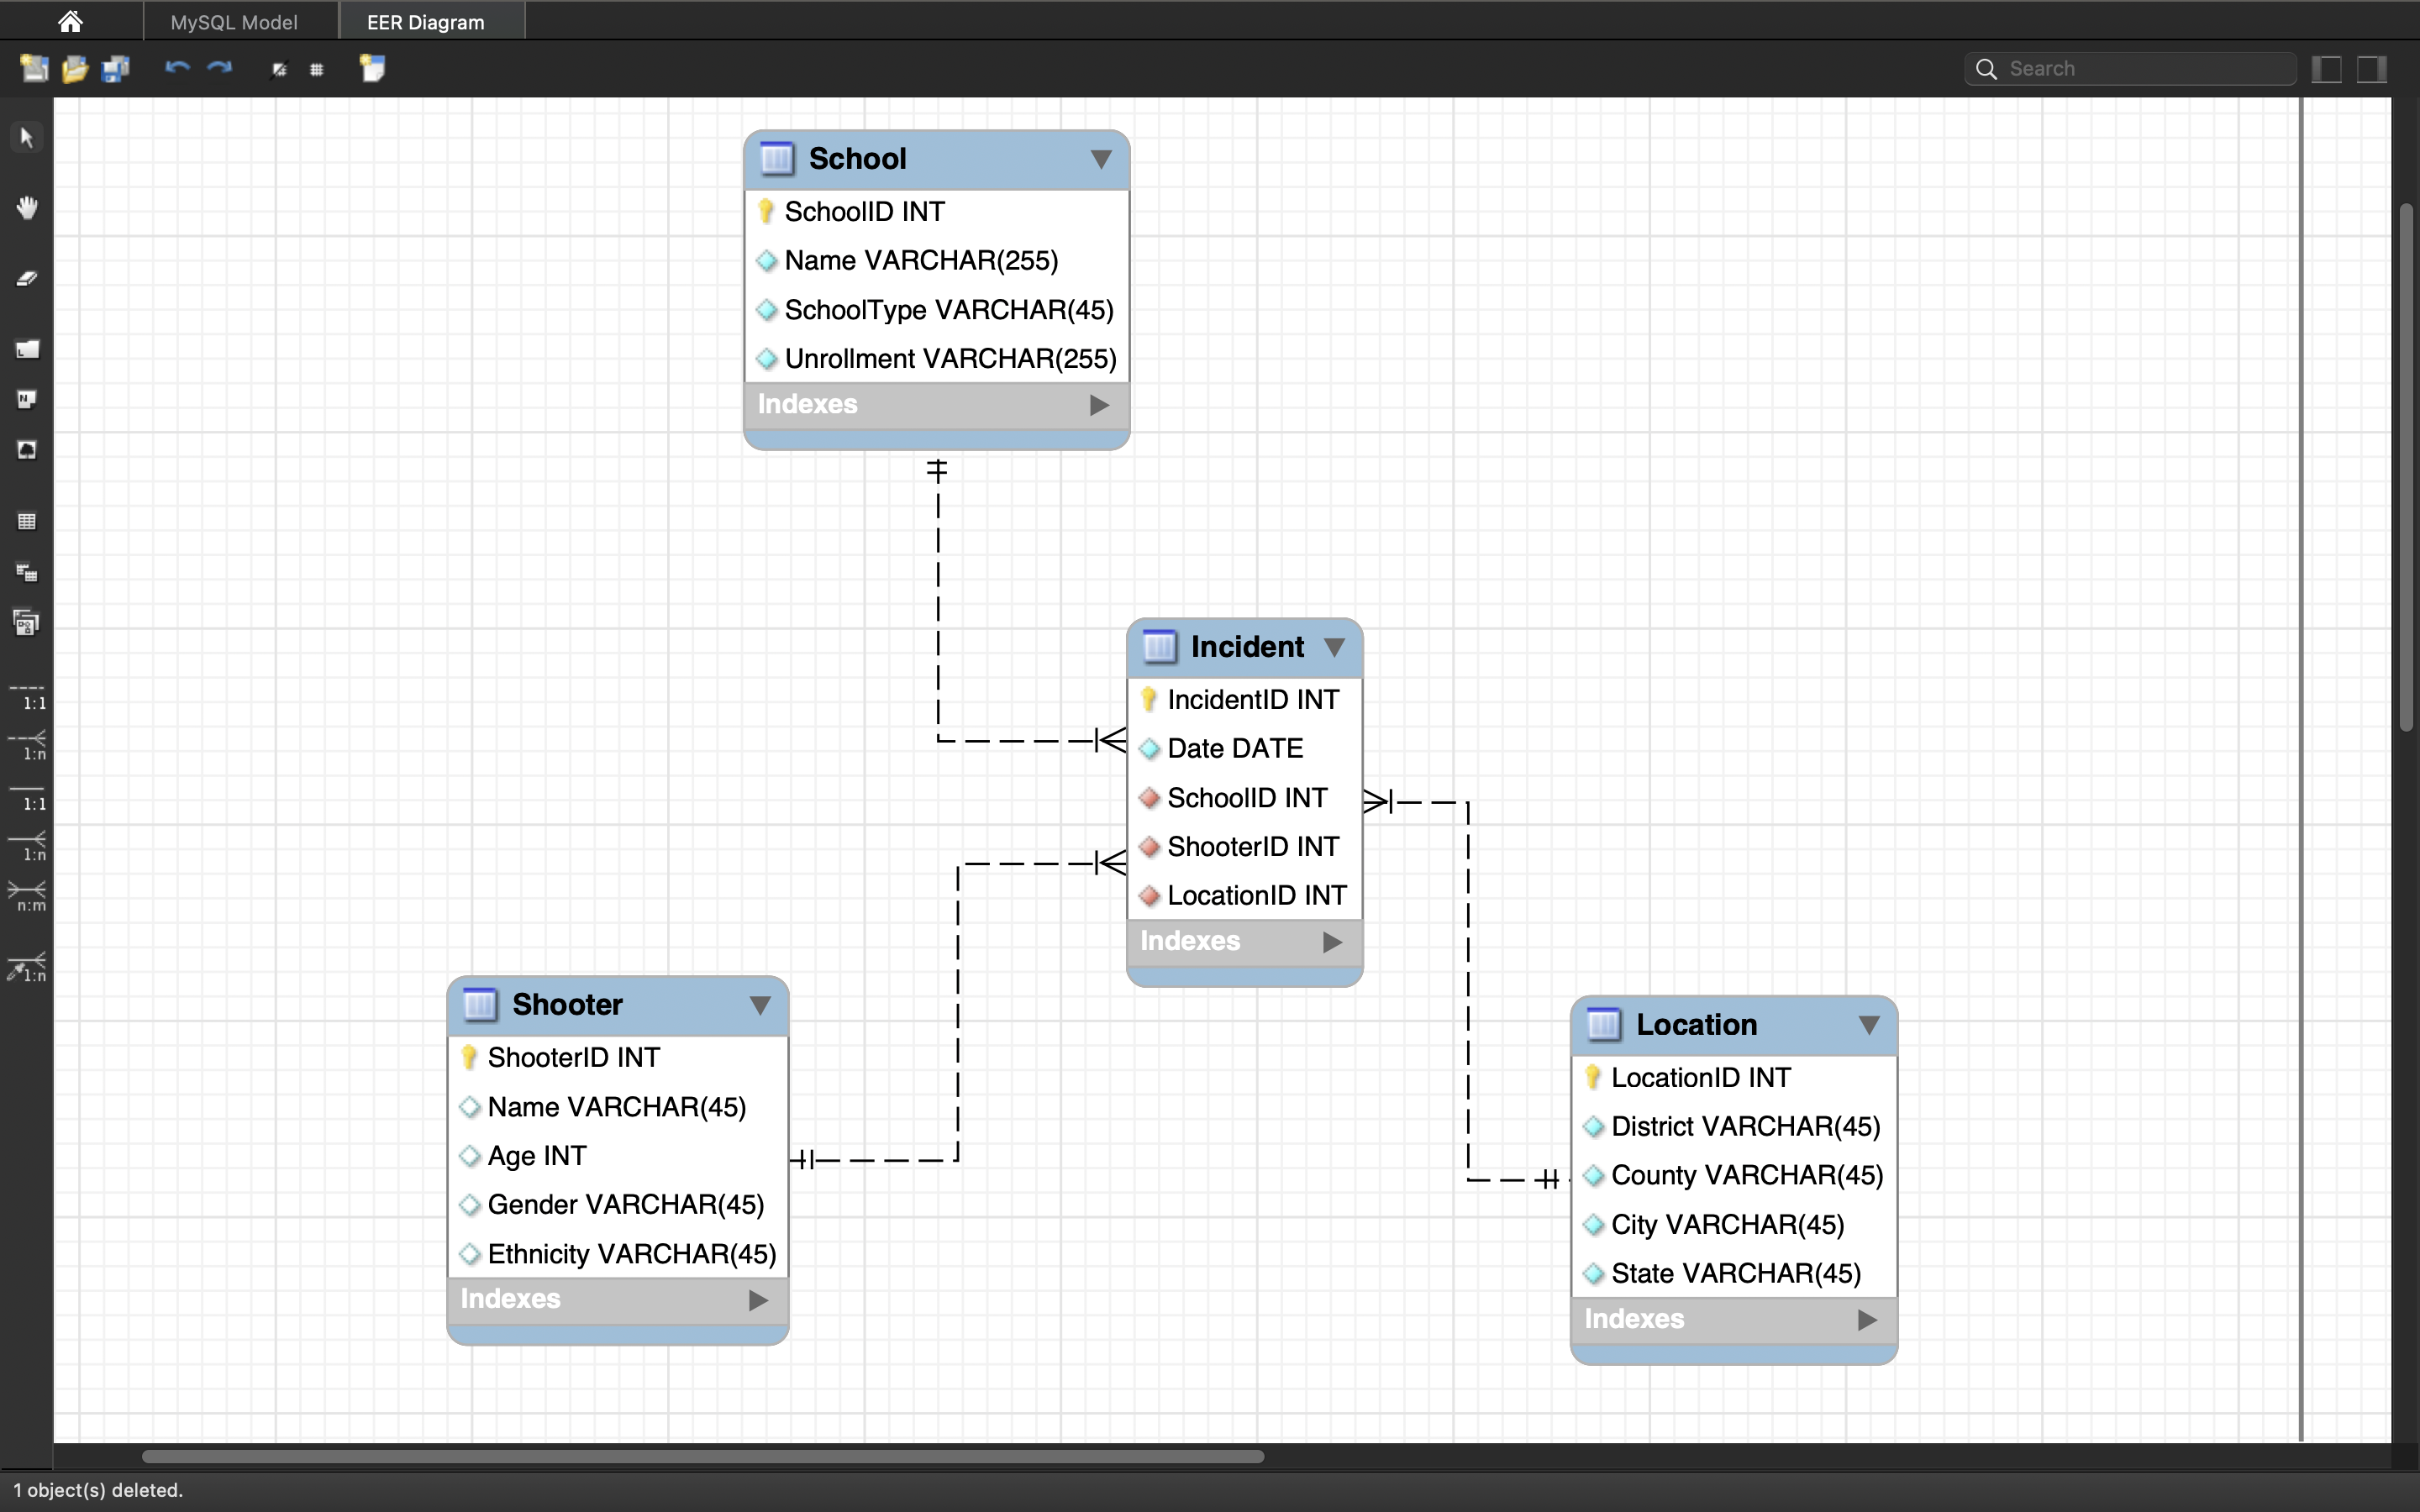 MySQL Model
EER Diagram
Search
School
SchoolID INT
Name VARCHAR(255)
SchoolType VARCHAR(45)
Unrollment VARCHAR(255)
Indexes
Incident
IncidentID INT
Date DATE
SchoolID INT
ShooterID INT
LocationID INT
Indexes
Shooter
ShooterID INT
Name VARCHAR(45)
Age INT
Gender VARCHAR(45)
Ethnicity VARCHAR(45)
Indexes
Location
LocationID INT
District VARCHAR(45)
County VARCHAR(45)
City VARCHAR(45)
State VARCHAR(45)
Indexes
1:1
1:n
1:1
1:n
n:m
1:n
1 object(s) deleted.